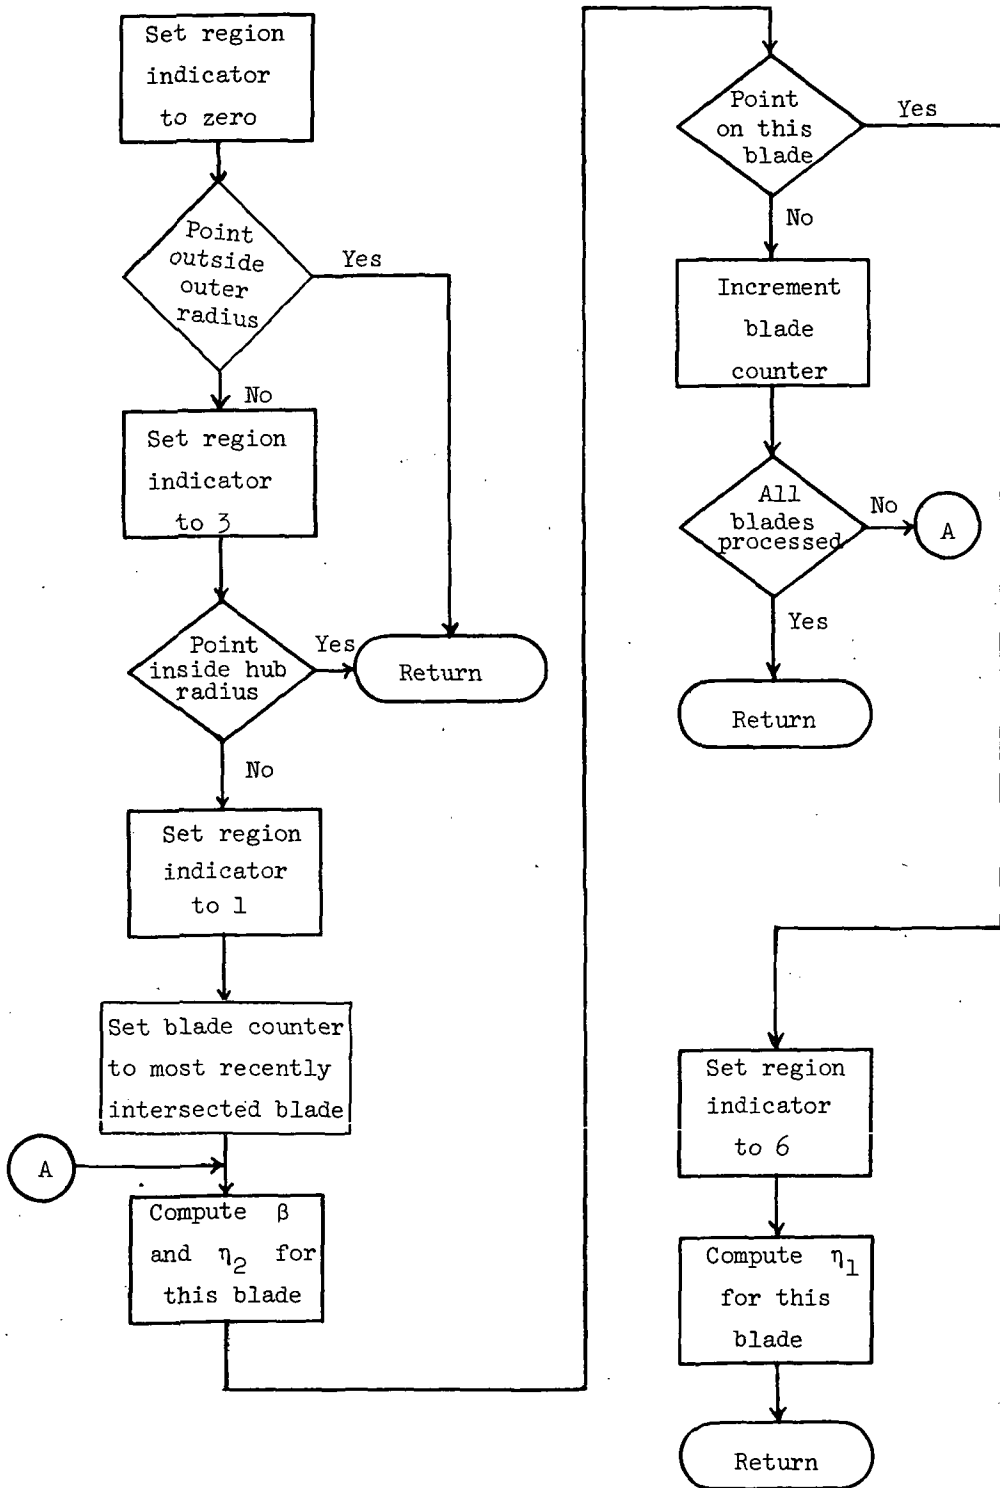 Set region
indicator
to zero
Point
outside
outer
radius
Yes
No
Set region
indicator
to 3
Point
inside hub
radius
Yes
Return
No
Set region
indicator
to 1
Set blade counter
to most recently
intersected blade
A
Compute β
and η2 for
this blade
Point
on this
blade
Yes
No
Increment
blade
counter
All
blades
processed
No
A
Yes
Return
Set region
indicator
to 6
Compute η1
for this
blade
Return